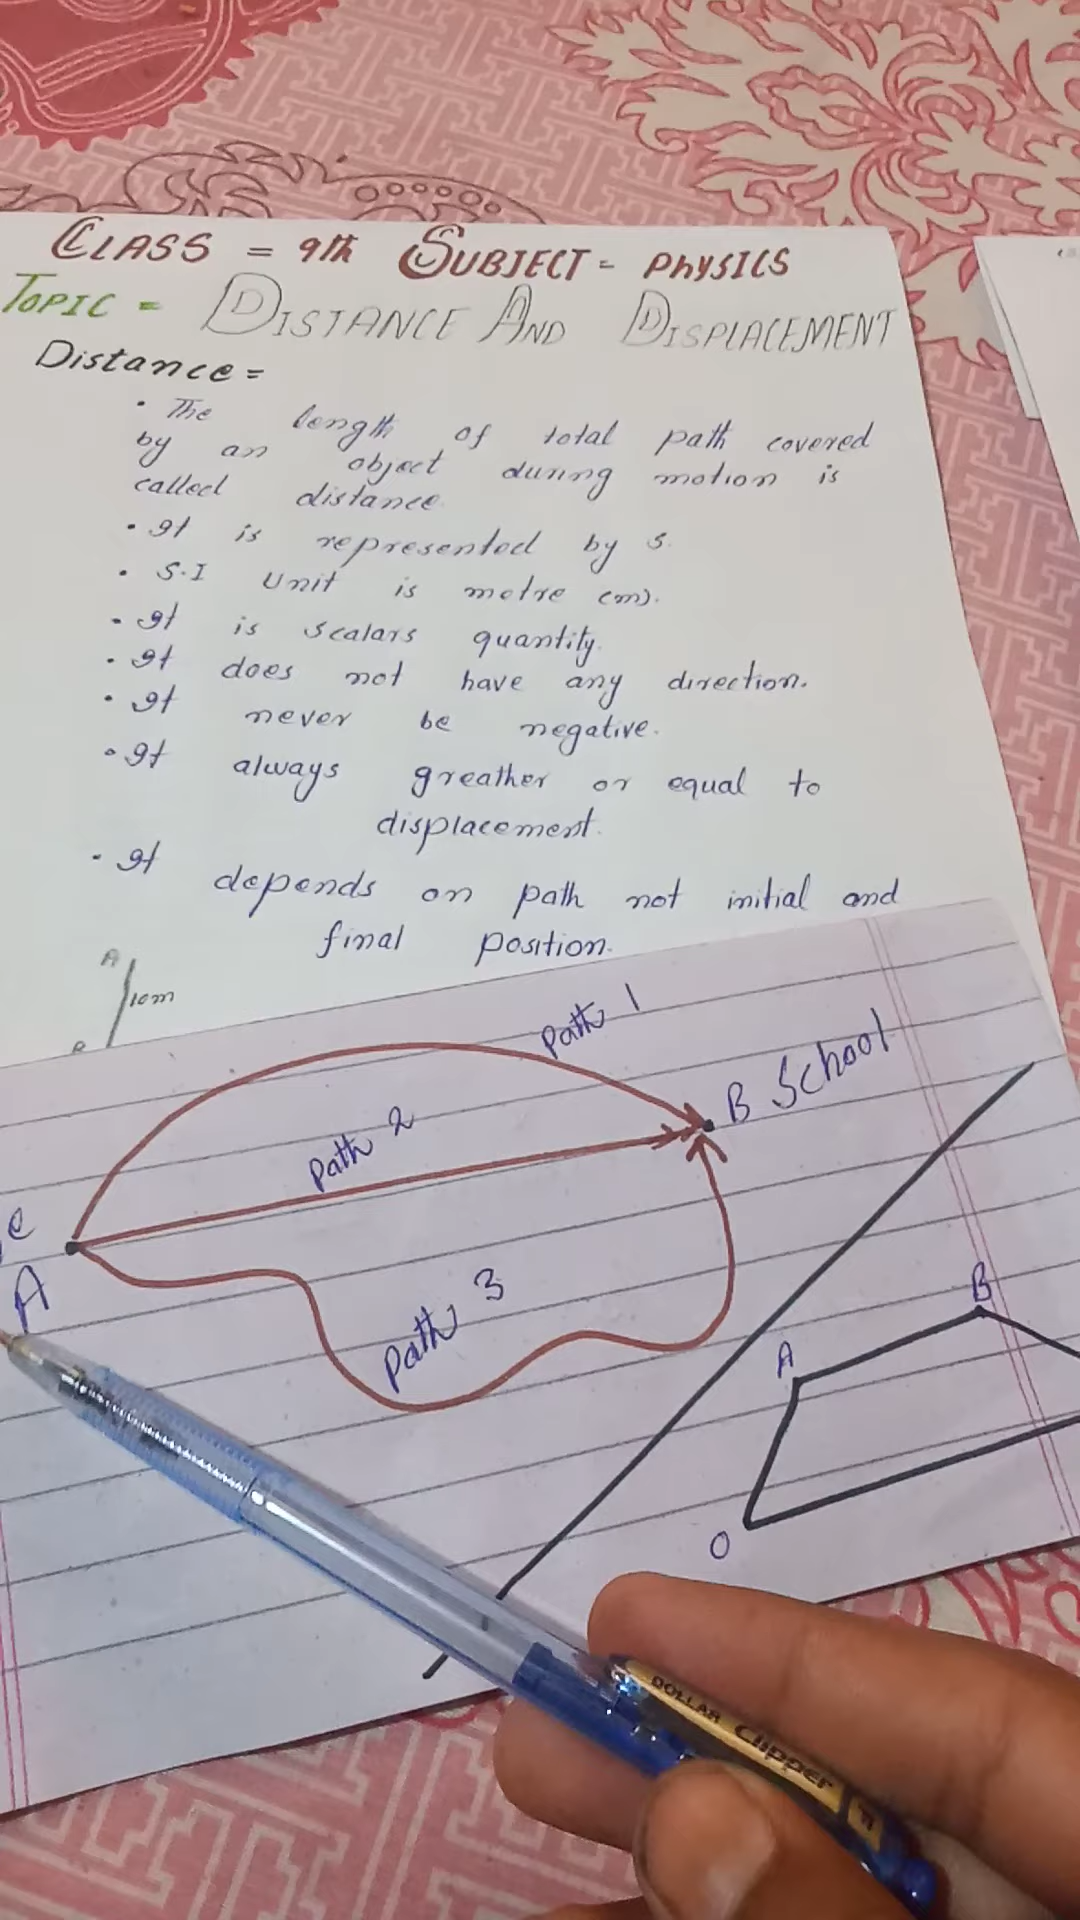 CLASS = 9th SUBJECT = PHYSICS
TOPIC = DISTANCE AND DISPLACEMENT
Distance =
• The length of total path covered
by an object during motion is
called distance.
• It is represented by s.
• S.I Unit is metre (m).
• It is scalars quantity.
• It does not have any direction.
• It never be negative.
• It always greather or equal to
displacement.
• It depends on path not initial and
final position.
A
10m
B
Path 1
B School
Path 2
e
A
Path 3
B
A
O
DOLLAR Clipper